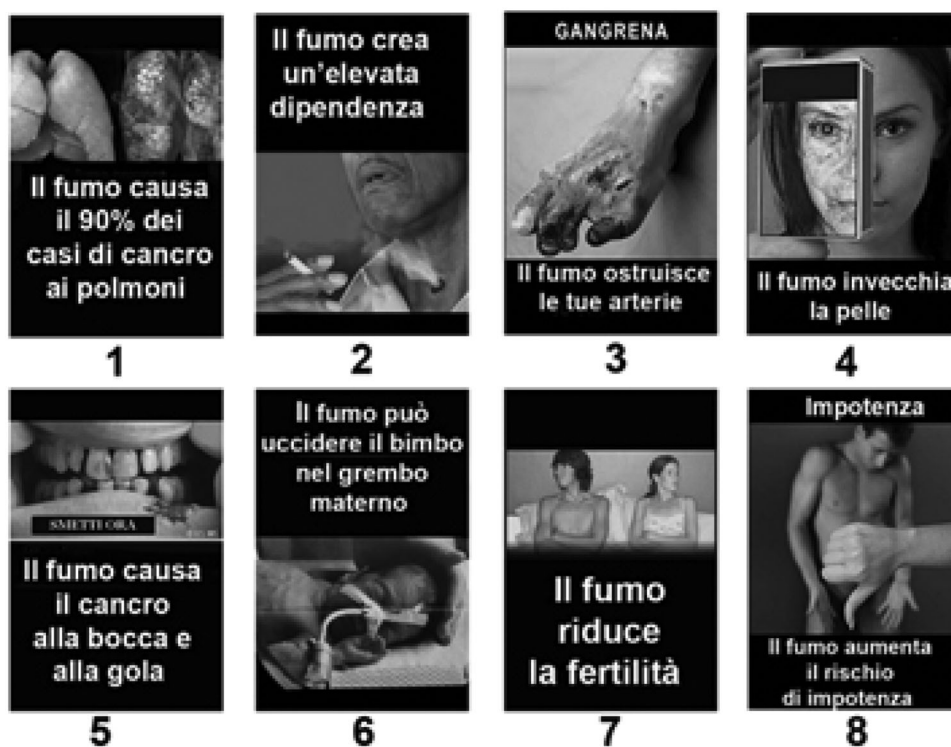 Il fumo causa
il 90% dei
casi di cancro
ai polmoni
1
Il fumo crea
un'elevata
dipendenza
2
GANGRENA
Il fumo ostruisce
le tue arterie
3
Il fumo invecchia
la pelle
4
SMETTI ORA
Il fumo causa
il cancro
alla bocca e
alla gola
5
Il fumo può
uccidere il bimbo
nel grembo
materno
6
Il fumo
riduce
la fertilità
7
Impotenza
Il fumo aumenta
il rischio
di impotenza
8